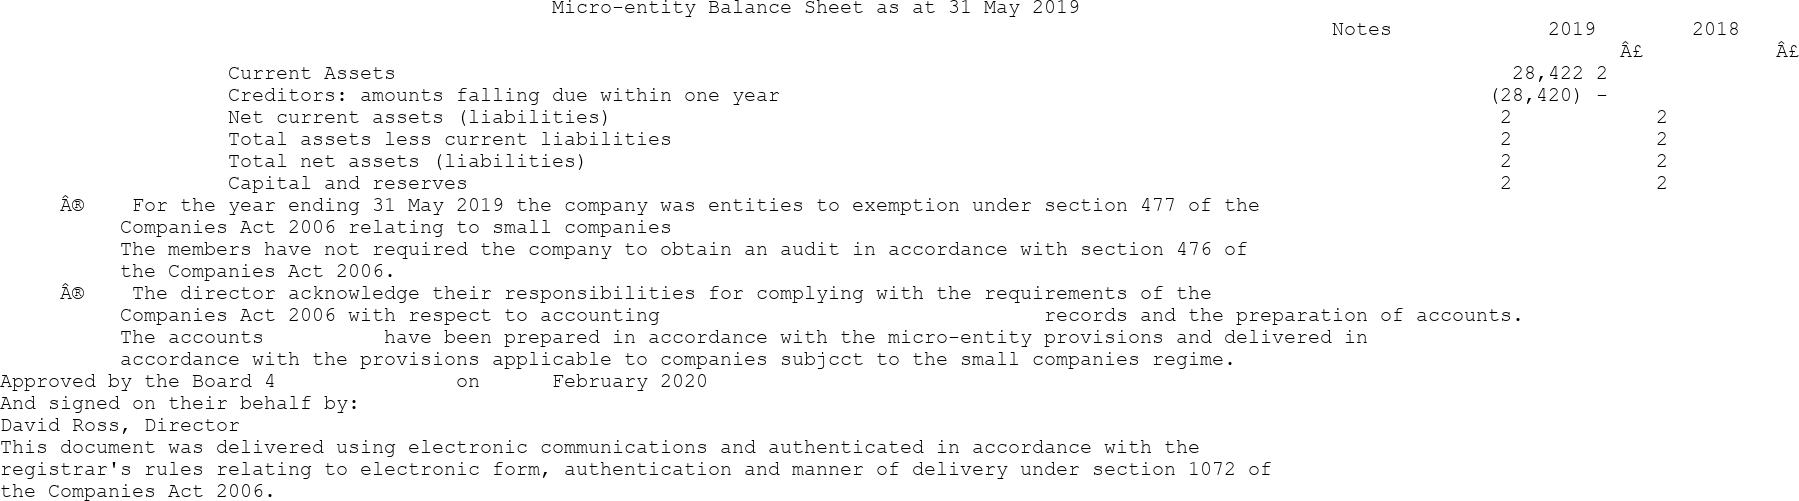 Micro-entity Balance Sheet as at 31 May 2019
Notes 2019 2018
Â£ Â£
Current Assets 28,422 2
Creditors: amounts falling due within one year (28,420) -
Net current assets (liabilities) 2 2
Total assets less current liabilities 2 2
Total net assets (liabilities) 2 2
Capital and reserves 2 2
Â® For the year ending 31 May 2019 the company was entities to exemption under section 477 of the
Companies Act 2006 relating to small companies
The members have not required the company to obtain an audit in accordance with section 476 of
the Companies Act 2006.
Â® The director acknowledge their responsibilities for complying with the requirements of the
Companies Act 2006 with respect to accounting records and the preparation of accounts.
The accounts have been prepared in accordance with the micro-entity provisions and delivered in
accordance with the provisions applicable to companies subjcct to the small companies regime.
Approved by the Board 4 on February 2020
And signed on their behalf by:
David Ross, Director
This document was delivered using electronic communications and authenticated in accordance with the
registrar's rules relating to electronic form, authentication and manner of delivery under section 1072 of
the Companies Act 2006.